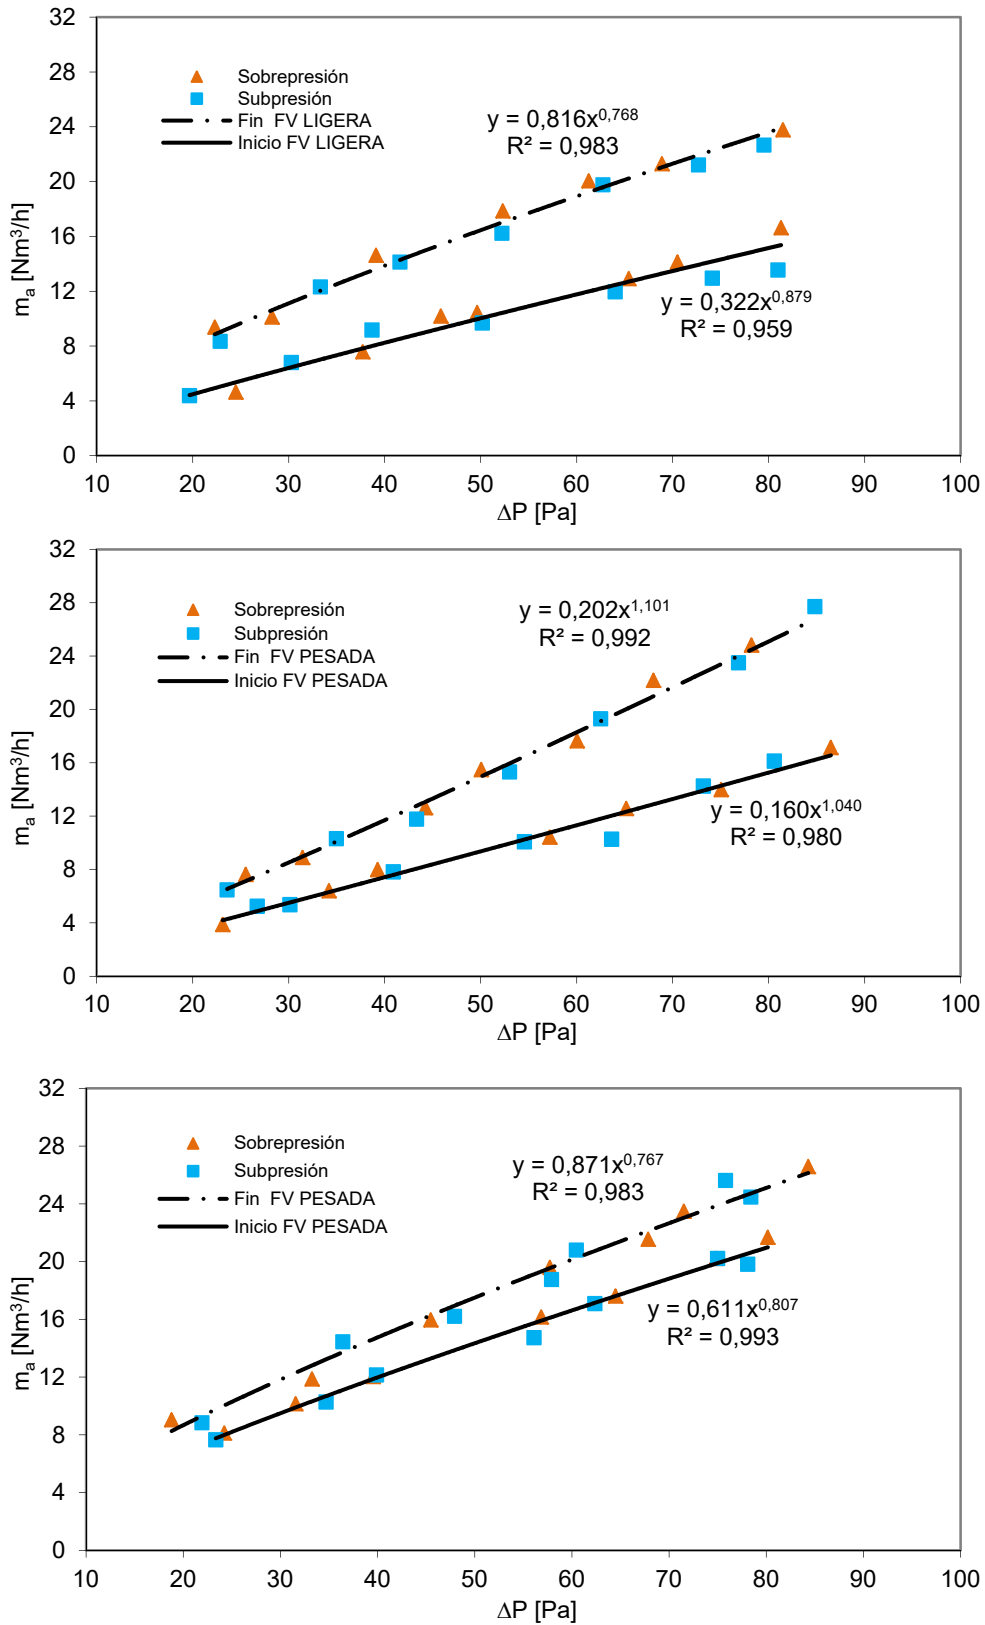 32
28
24
20
16
12
8
4
0
m_a [Nm³/h]
Sobrepresión
Subpresión
Fin FV LIGERA
Inicio FV LIGERA
y = 0,816x^0,768
R² = 0,983
y = 0,322x^0,879
R² = 0,959
10 20 30 40 50 60 70 80 90 100
ΔP [Pa]
32
28
24
20
16
12
8
4
0
m_a [Nm³/h]
Sobrepresión
Subpresión
Fin FV PESADA
Inicio FV PESADA
y = 0,202x^1,101
R² = 0,992
y = 0,160x^1,040
R² = 0,980
10 20 30 40 50 60 70 80 90 100
ΔP [Pa]
32
28
24
20
16
12
8
4
0
m_a [Nm³/h]
Sobrepresión
Subpresión
Fin FV PESADA
Inicio FV PESADA
y = 0,871x^0,767
R² = 0,983
y = 0,611x^0,807
R² = 0,993
10 20 30 40 50 60 70 80 90 100
ΔP [Pa]